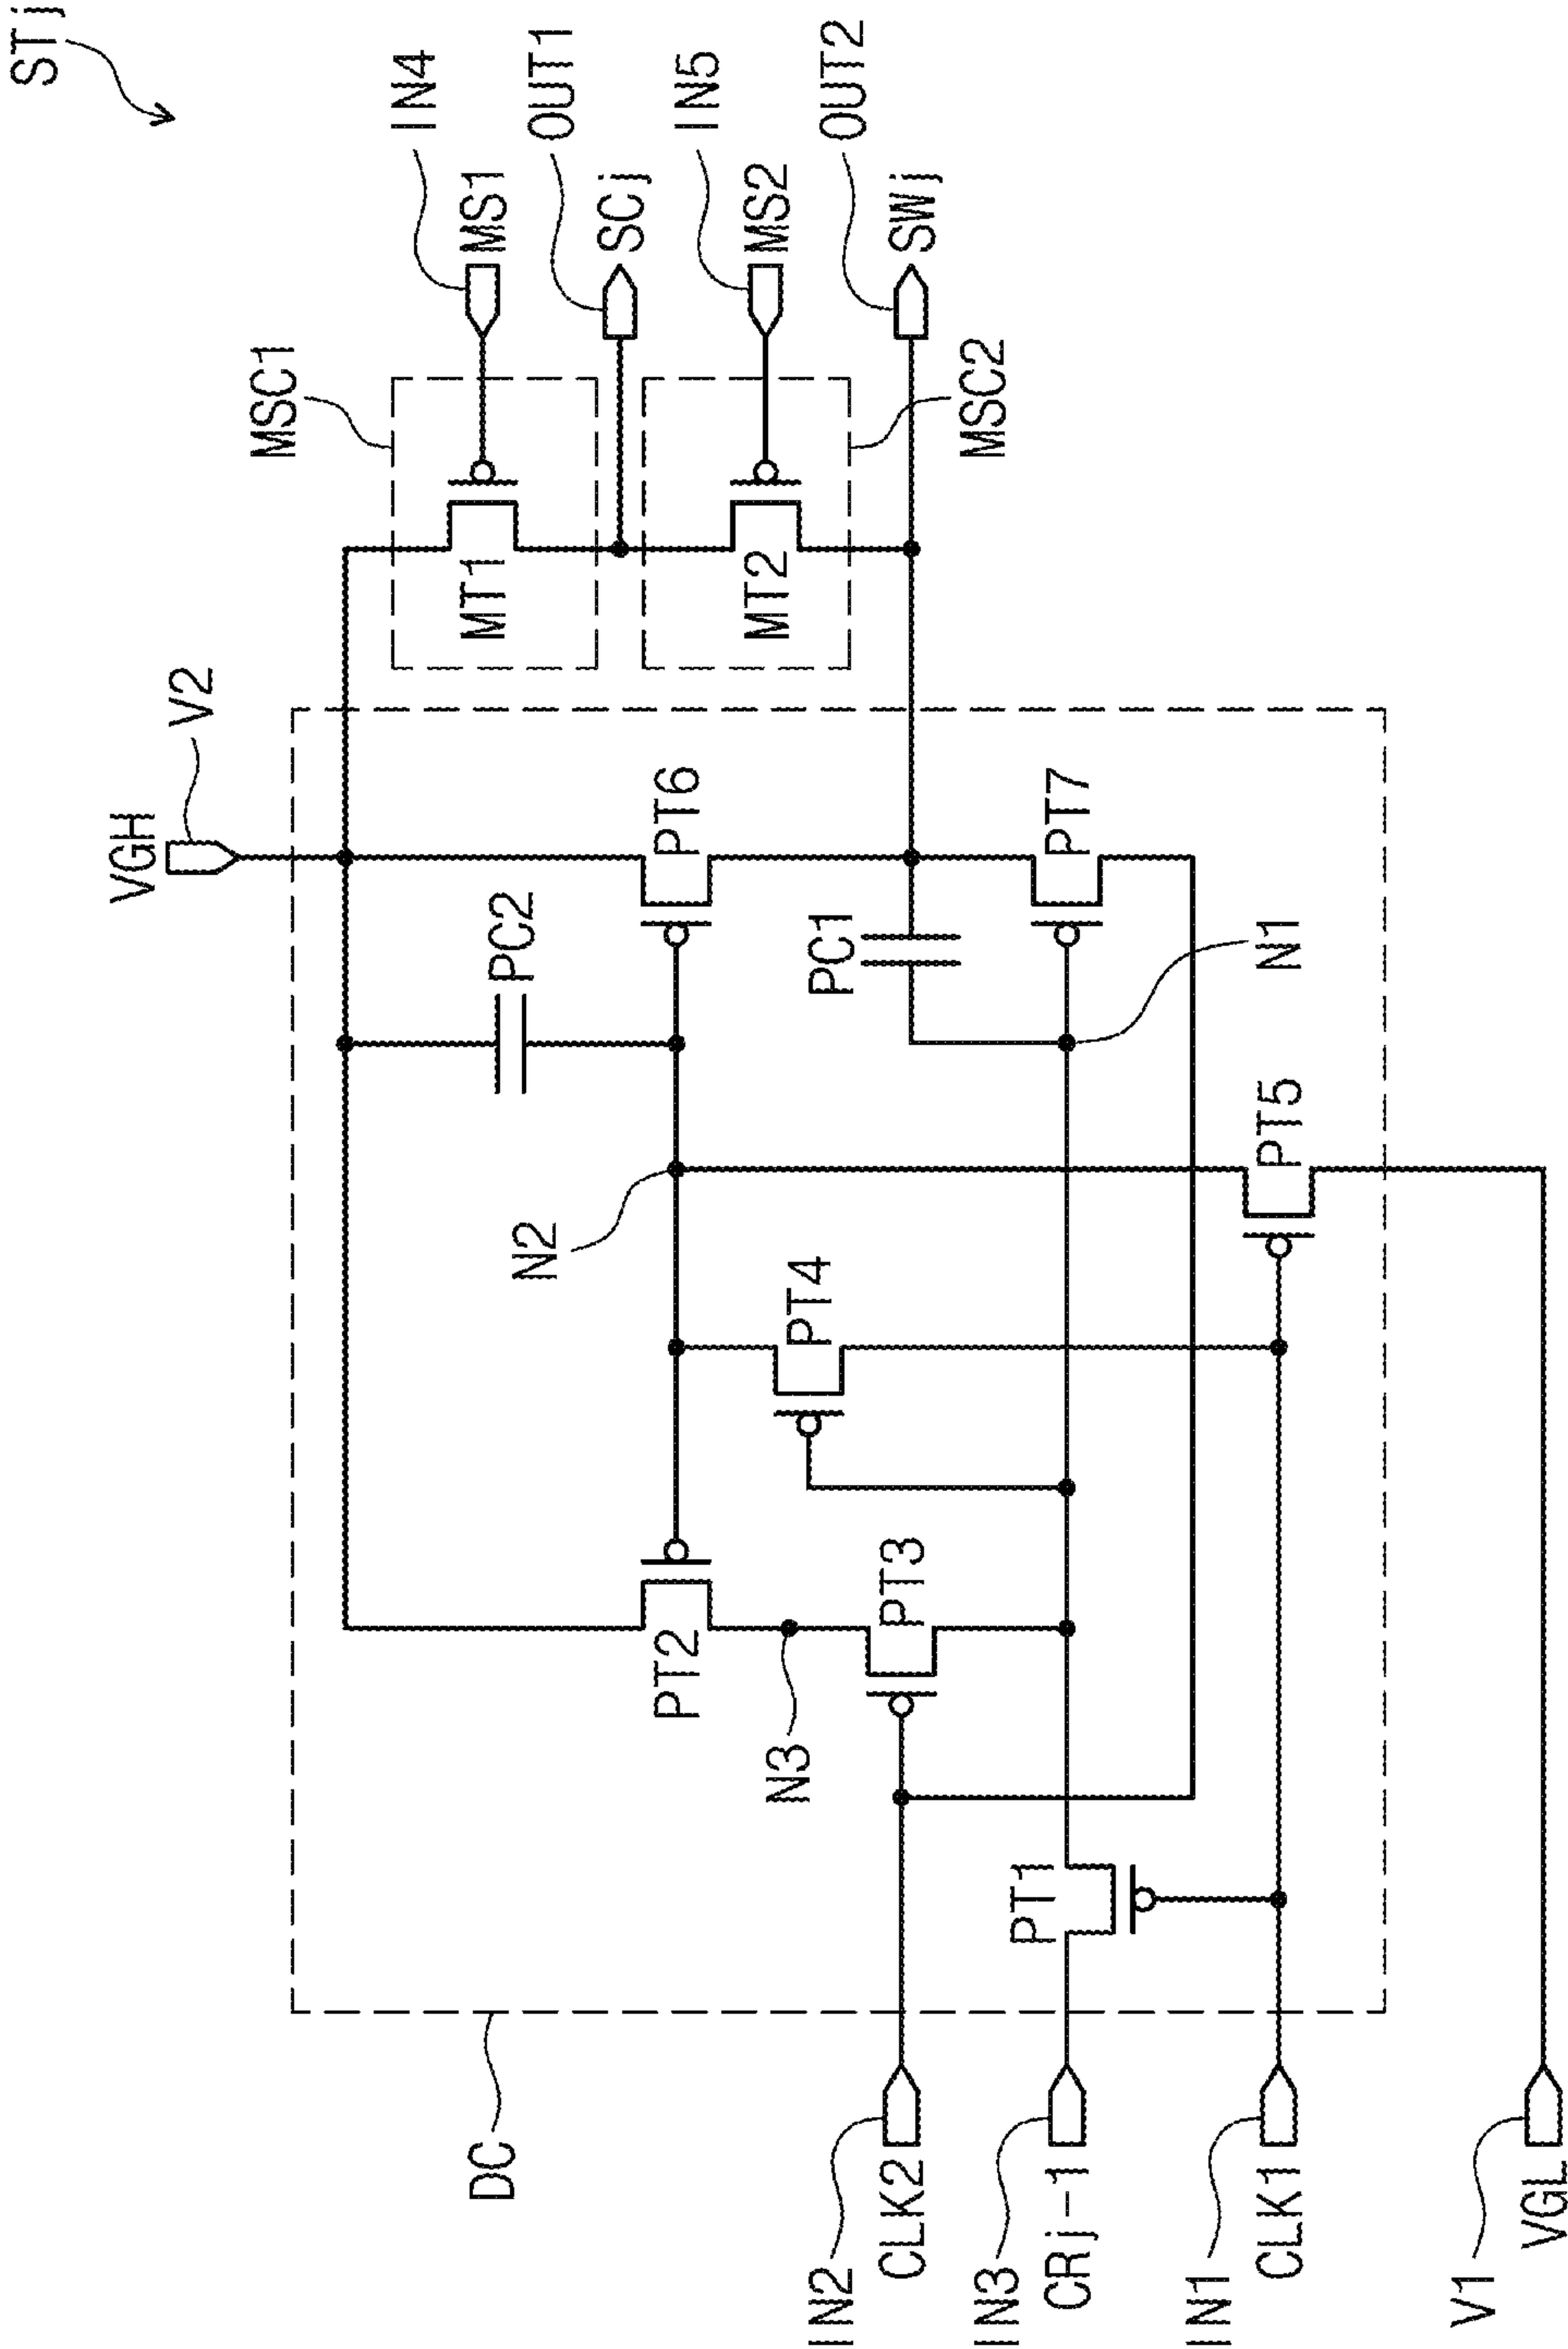 STj
IN4
MS1
OUT1
SCj
IN5
MS2
OUT2
SWj
MSC1
MSC2
MT1
MT2
VGH
V2
PT6
PT7
PC2
PC1
N1
N2
PT5
PT4
PT2
PT3
N3
PT1
DC
IN2
CLK2
IN3
CRj-1
IN1
CLK1
V1
VGL